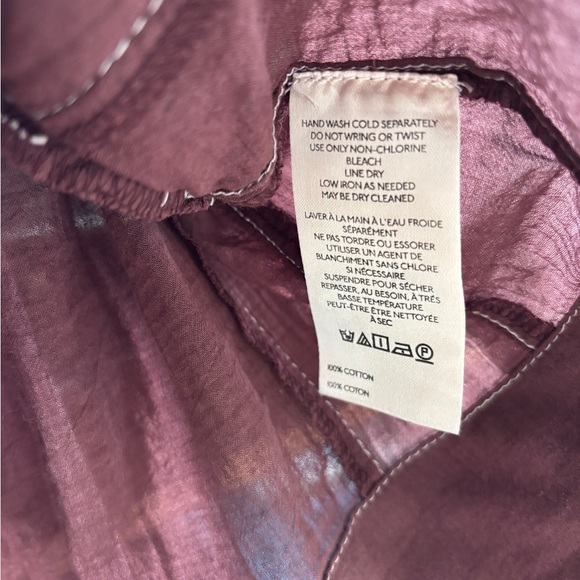 HAND WASH COLD SEPARATELY
DO NOT WRING OR TWIST
USE ONLY NON-CHLORINE
BLEACH
LINE DRY
LOW IRON AS NEEDED
MAY BE DRY CLEANED
LAVER À LA MAIN À L'EAU FROIDE
SÉPARÉMENT
NE PAS TORDRE OU ESSORER
UTILISER UN AGENT DE
BLANCHIMENT SANS CHLORE
SI NÉCESSAIRE
SUSPENDRE POUR SÉCHER
REPASSER, AU BESOIN, À TRÉS
BASSE TEMPÉRATURE
PEUT-ÊTRE ÊTRE NETTOYÉE
À SEC
P
100% COTTON
100% COTON